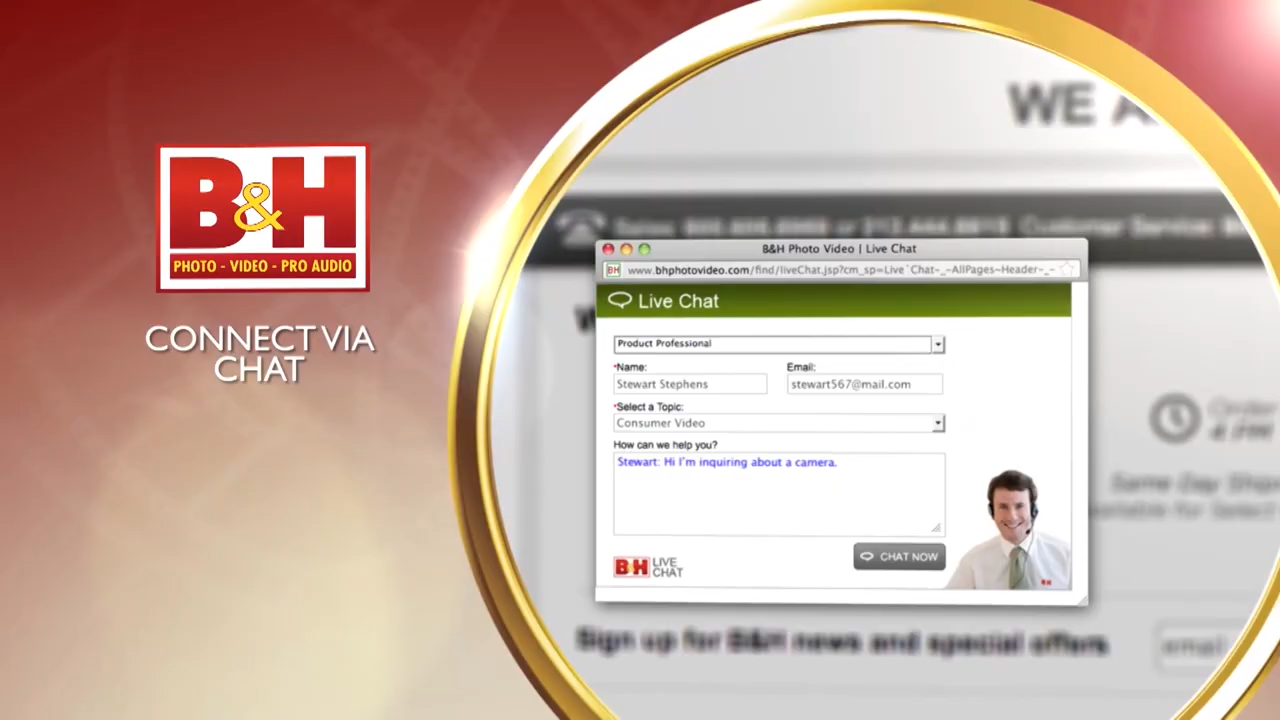 B&H
PHOTO - VIDEO - PRO AUDIO
CONNECT VIA
CHAT
WE A
B&H Photo Video | Live Chat
BH www.bhphotovideo.com/find/liveChat.jsp?cm_sp=Live`Chat-_-AllPages~Header-_-
Live Chat
Product Professional
*Name:
Email:
Stewart Stephens
stewart567@mail.com
*Select a Topic:
Consumer Video
How can we help you?
Stewart: Hi I'm inquiring about a camera.
CHAT NOW
B&H LIVE
CHAT
Sign up for B&H news and special offers
email